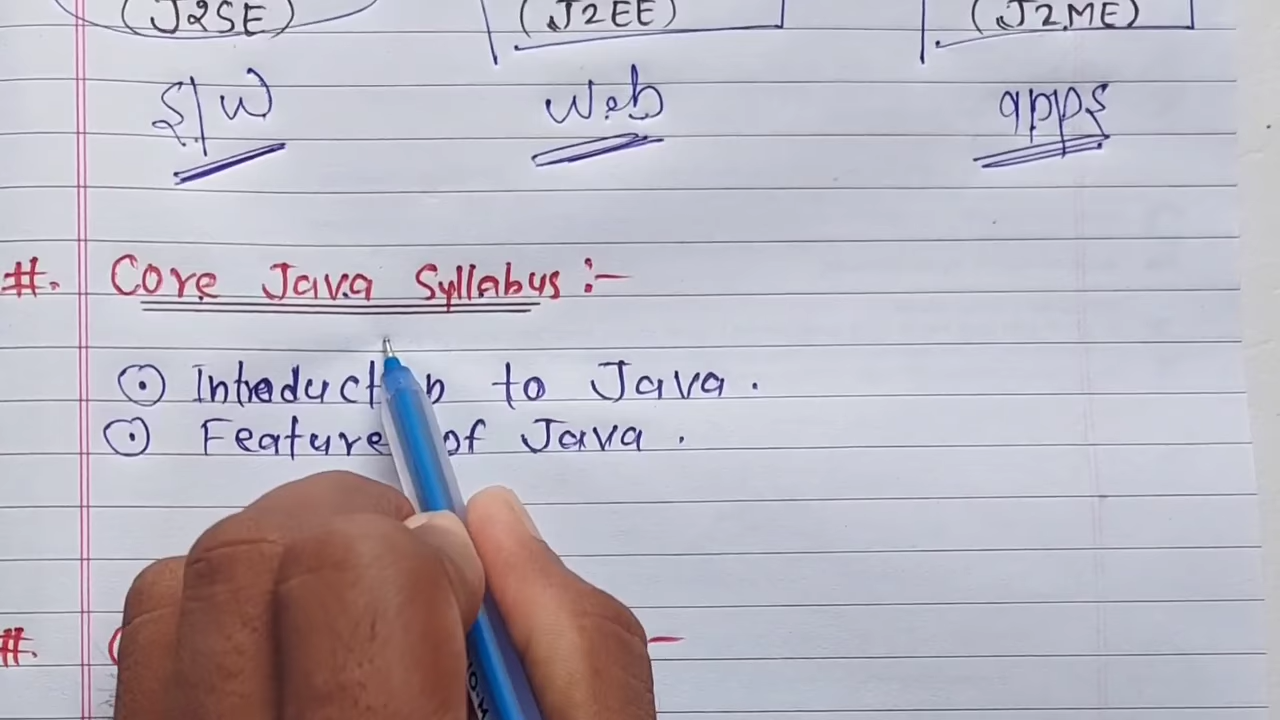 (J2SE) (J2EE) (J2ME)
S/W Web apps
#. Core Java Syllabus :-
⊙ Introduction to Java .
⊙ Features of Java .
#.